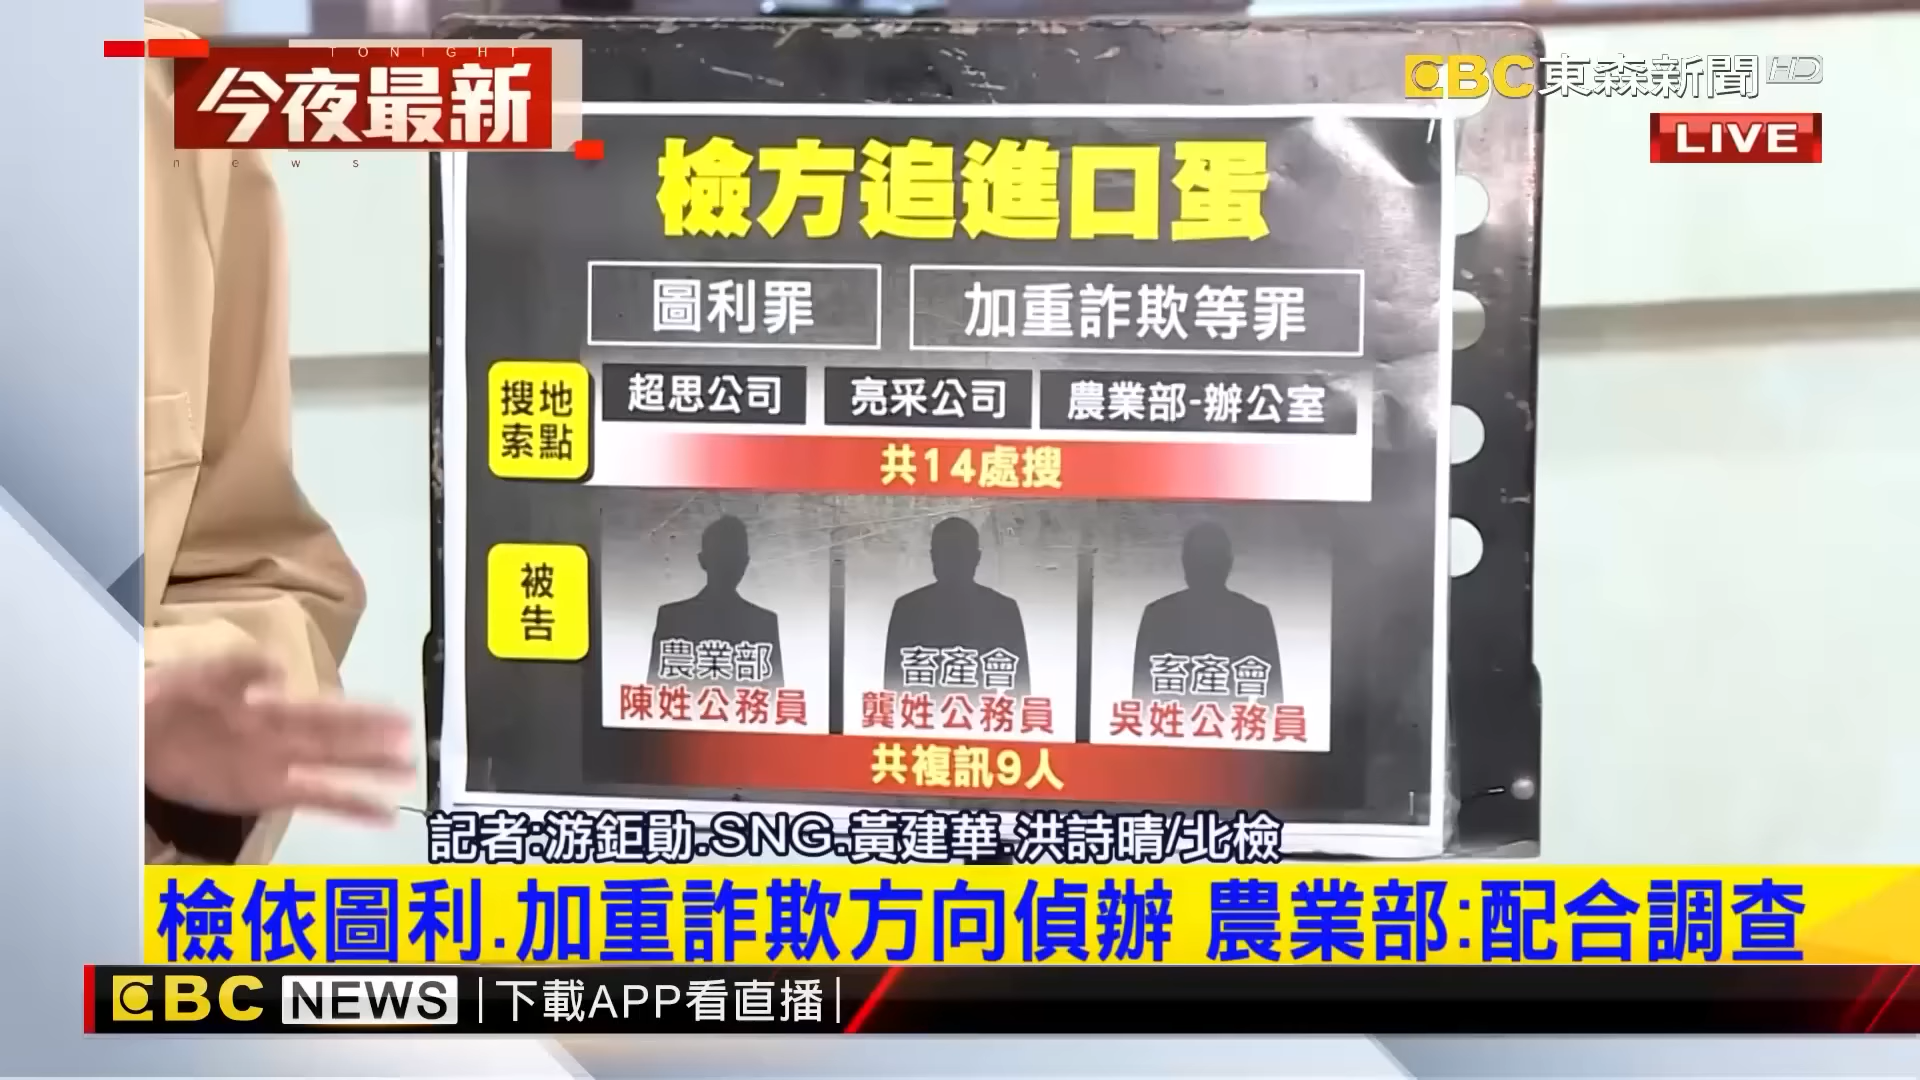 TONIGHT
今夜最新
news
EBC東森新聞HD
LIVE
檢方追進口蛋
圖利罪
加重詐欺等罪
搜索地點
超思公司
亮采公司
農業部-辦公室
共14處搜
被告
農業部
陳姓公務員
畜產會
龔姓公務員
畜產會
吳姓公務員
共複訊9人
記者:游鉅勛.SNG.黃建華.洪詩晴/北檢
檢依圖利.加重詐欺方向偵辦 農業部:配合調查
EBC NEWS |下載APP看直播|